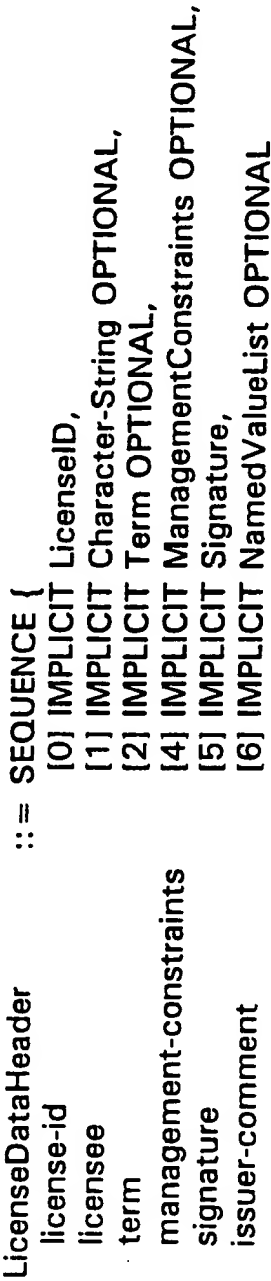 LicenseDataHeader ::= SEQUENCE {
license-id [0] IMPLICIT LicenseID,
licensee [1] IMPLICIT Character-String OPTIONAL,
term [2] IMPLICIT Term OPTIONAL,
management-constraints [4] IMPLICIT ManagementConstraints OPTIONAL,
signature [5] IMPLICIT Signature,
issuer-comment [6] IMPLICIT NamedValueList OPTIONAL